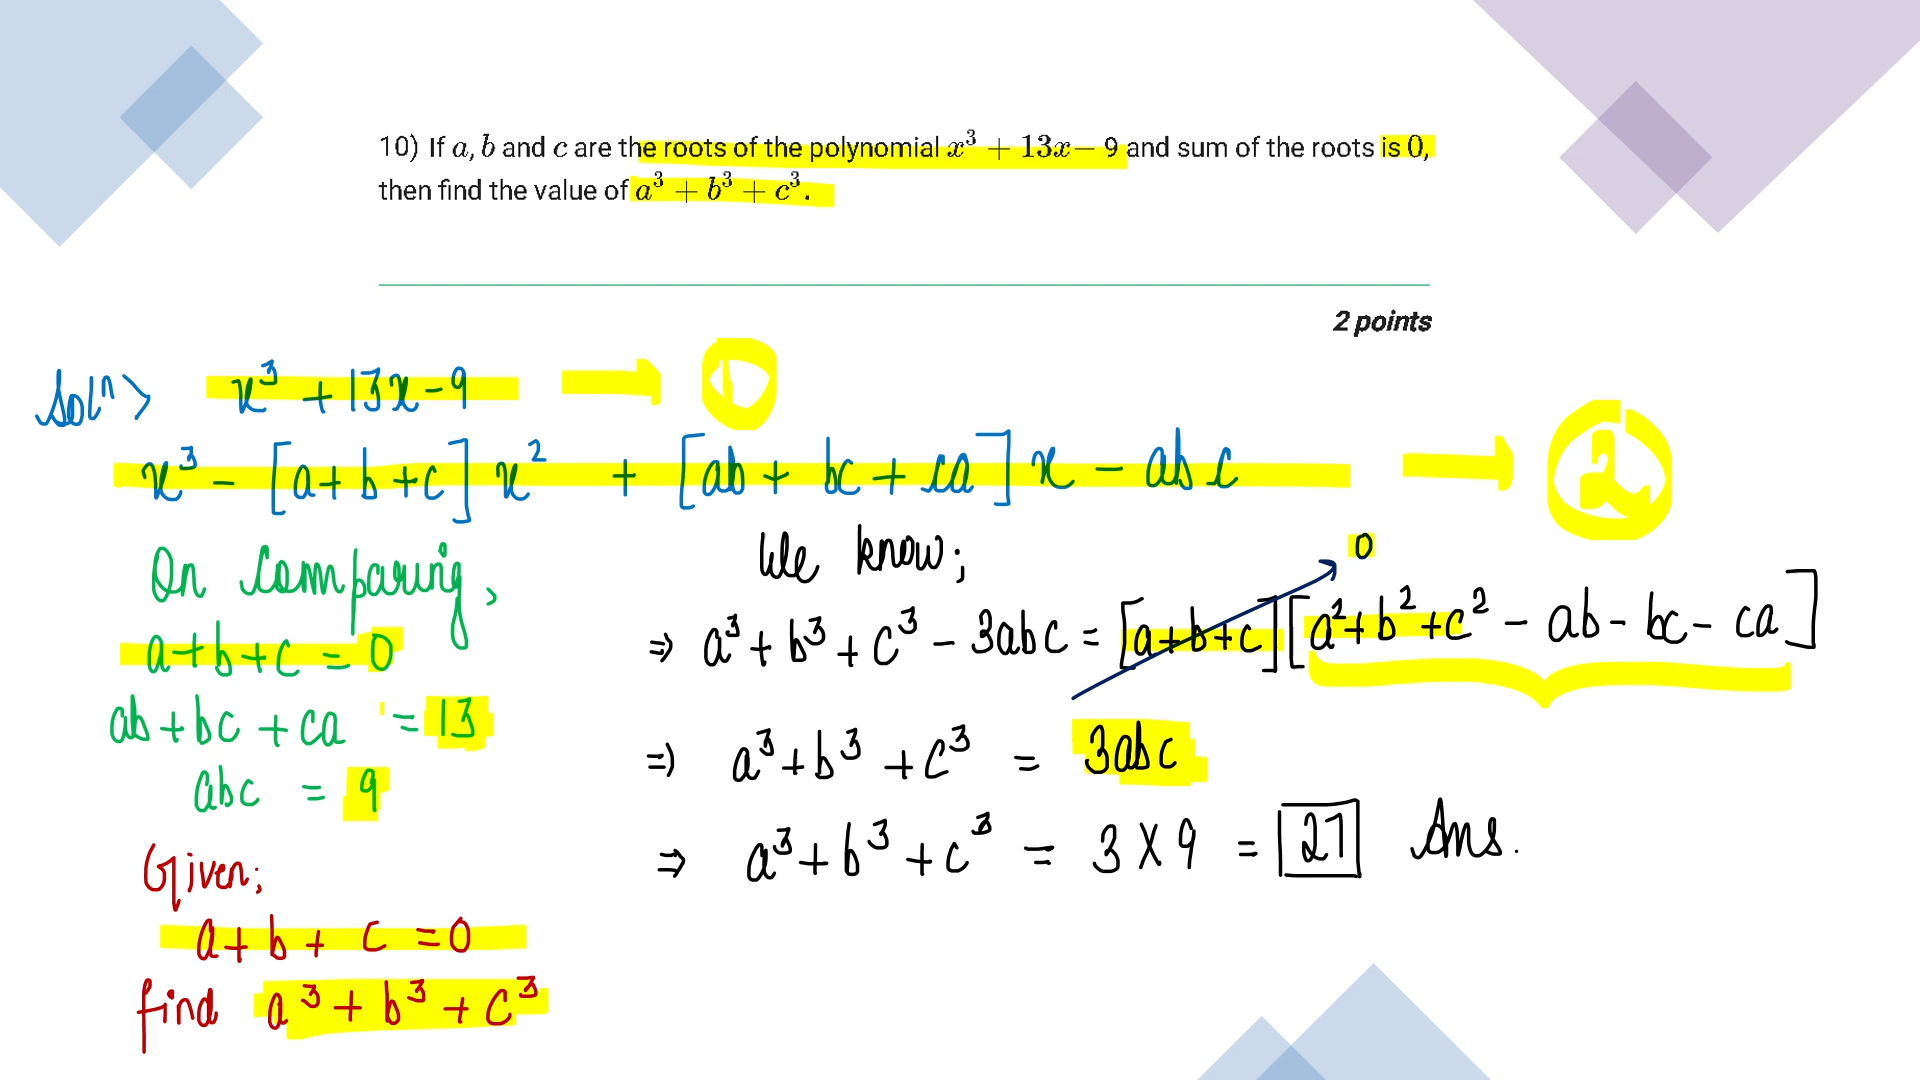 10) If a, b and c are the roots of the polynomial x³ + 13x − 9 and sum of the roots is 0,
then find the value of a³ + b³ + c³.
2 points
Solⁿ> x³ + 13x - 9 → 1
x³ - [a+b+c] x² + [ab + bc + ca] x - abc → 2
On Comparing,
a+b+c = 0
ab+bc+ca = 13
abc = 9
Given;
a+b+c = 0
find a³ + b³ + c³
We know;
0
⇒ a³ + b³ + c³ - 3abc = [a+b+c][a²+b²+c² - ab - bc - ca]
⇒ a³ + b³ + c³ = 3abc
⇒ a³ + b³ + c³ = 3 X 9 = 27 Ans.